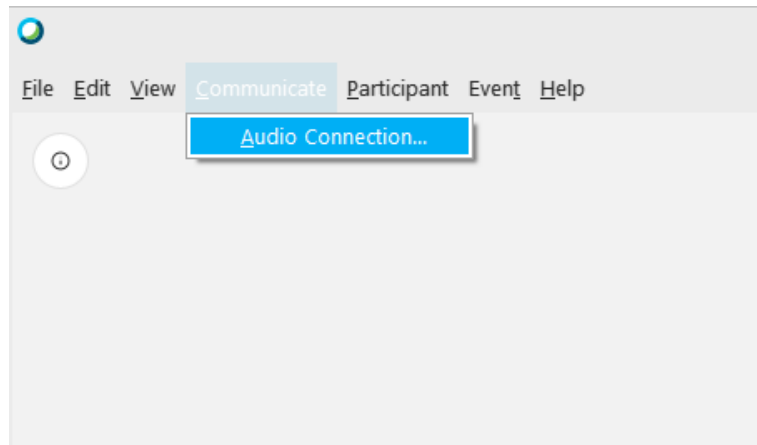 File Edit View Communicate Participant Event Help
Audio Connection...